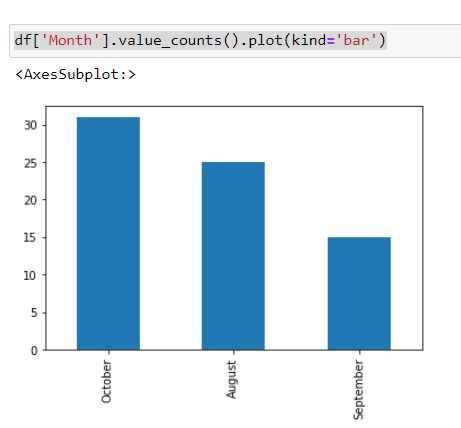 df['Month'].value_counts().plot(kind='bar')
<AxesSubplot:>
30
25
20
15
10
5
0
October
August
September